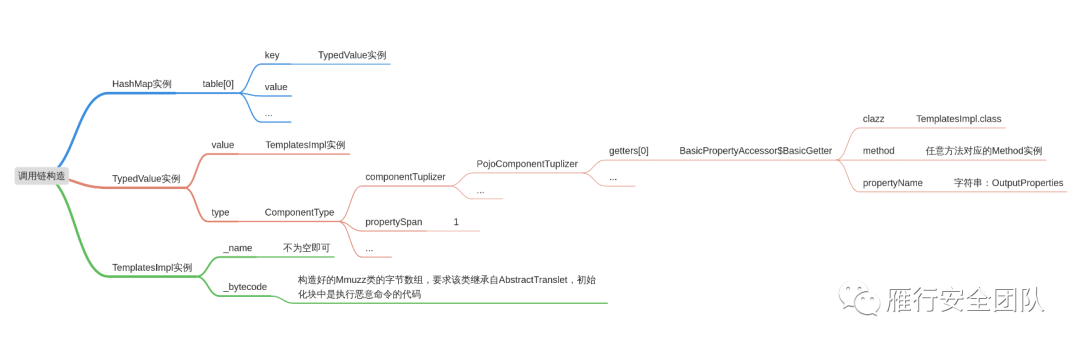 调用链构造
HashMap实例
table[0]
key
TypedValue实例
value
...
TypedValue实例
value
TemplatesImpl实例
type
ComponentType
componentTuplizer
PojoComponentTuplizer
getters[0]
BasicPropertyAccessor$BasicGetter
clazz
TemplatesImpl.class
method
任意方法对应的Method实例
propertyName
字符串：OutputProperties
...
...
propertySpan
1
...
TemplatesImpl实例
_name
不为空即可
_bytecode
构造好的Mmuzz类的字节数组，要求该类继承自AbstractTranslet，初始
化块中是执行恶意命令的代码
雁行安全团队